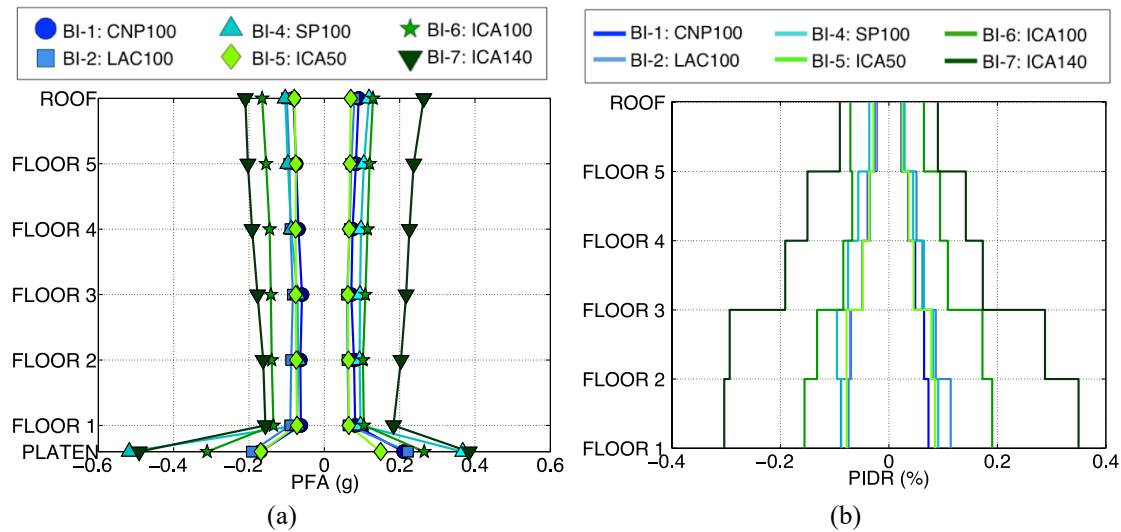 BI-1: CNP100 BI-4: SP100 BI-6: ICA100
BI-2: LAC100 BI-5: ICA50 BI-7: ICA140
ROOF
FLOOR 5
FLOOR 4
FLOOR 3
FLOOR 2
FLOOR 1
PLATEN
−0.6 −0.4 −0.2 0 0.2 0.4 0.6
PFA (g)
(a)
BI-1: CNP100 BI-4: SP100 BI-6: ICA100
BI-2: LAC100 BI-5: ICA50 BI-7: ICA140
ROOF
FLOOR 5
FLOOR 4
FLOOR 3
FLOOR 2
FLOOR 1
−0.4 −0.2 0 0.2 0.4
PIDR (%)
(b)